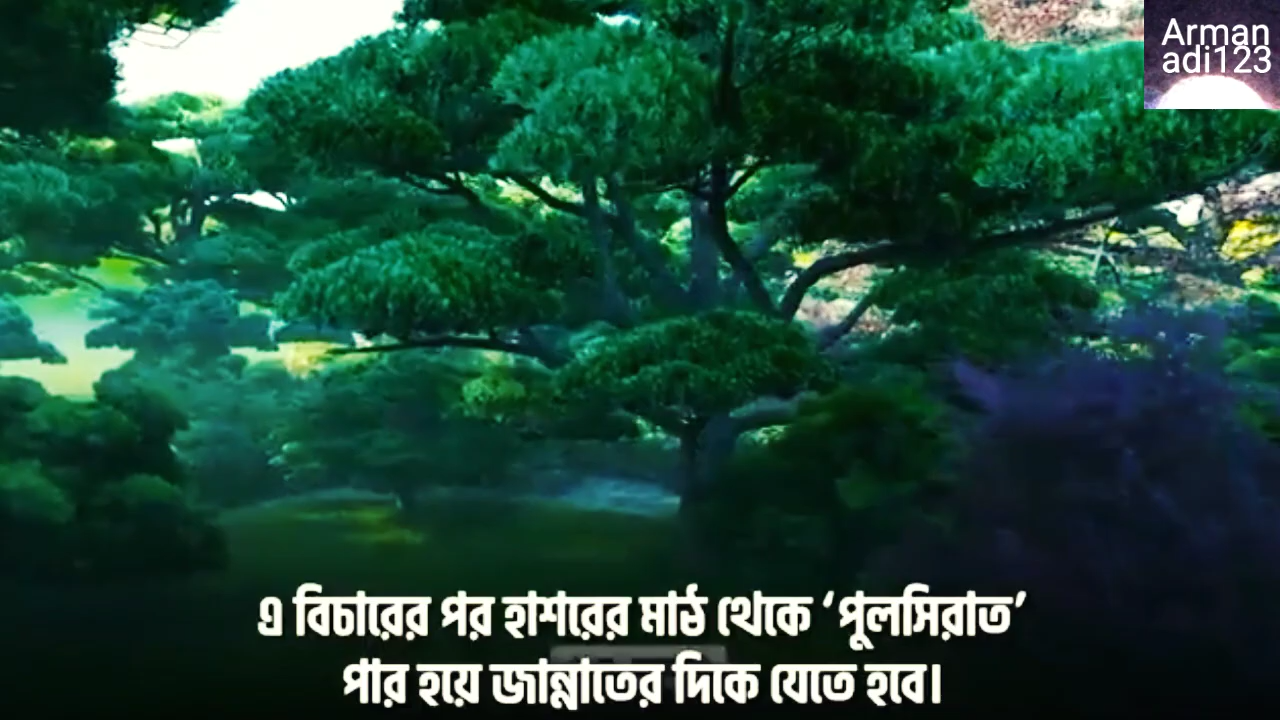 Arman
adi123
এ বিচারের পর হাশরের মাঠ থেকে ‘পুলসিরাত’
পার হয়ে জান্নাতের দিকে যেতে হবে।